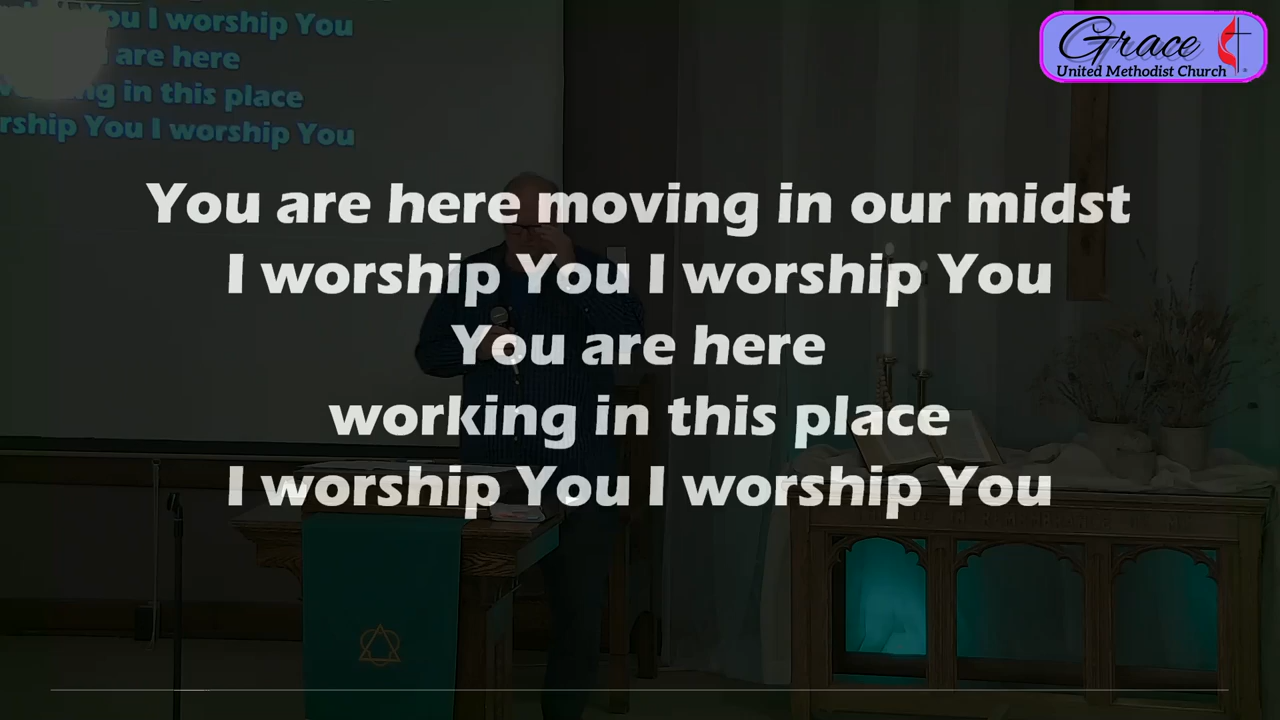 You I worship You
are here
in this place
You I worship You
Grace
United Methodist Church
You are here moving in our midst
I worship You I worship You
You are here
working in this place
I worship You I worship You